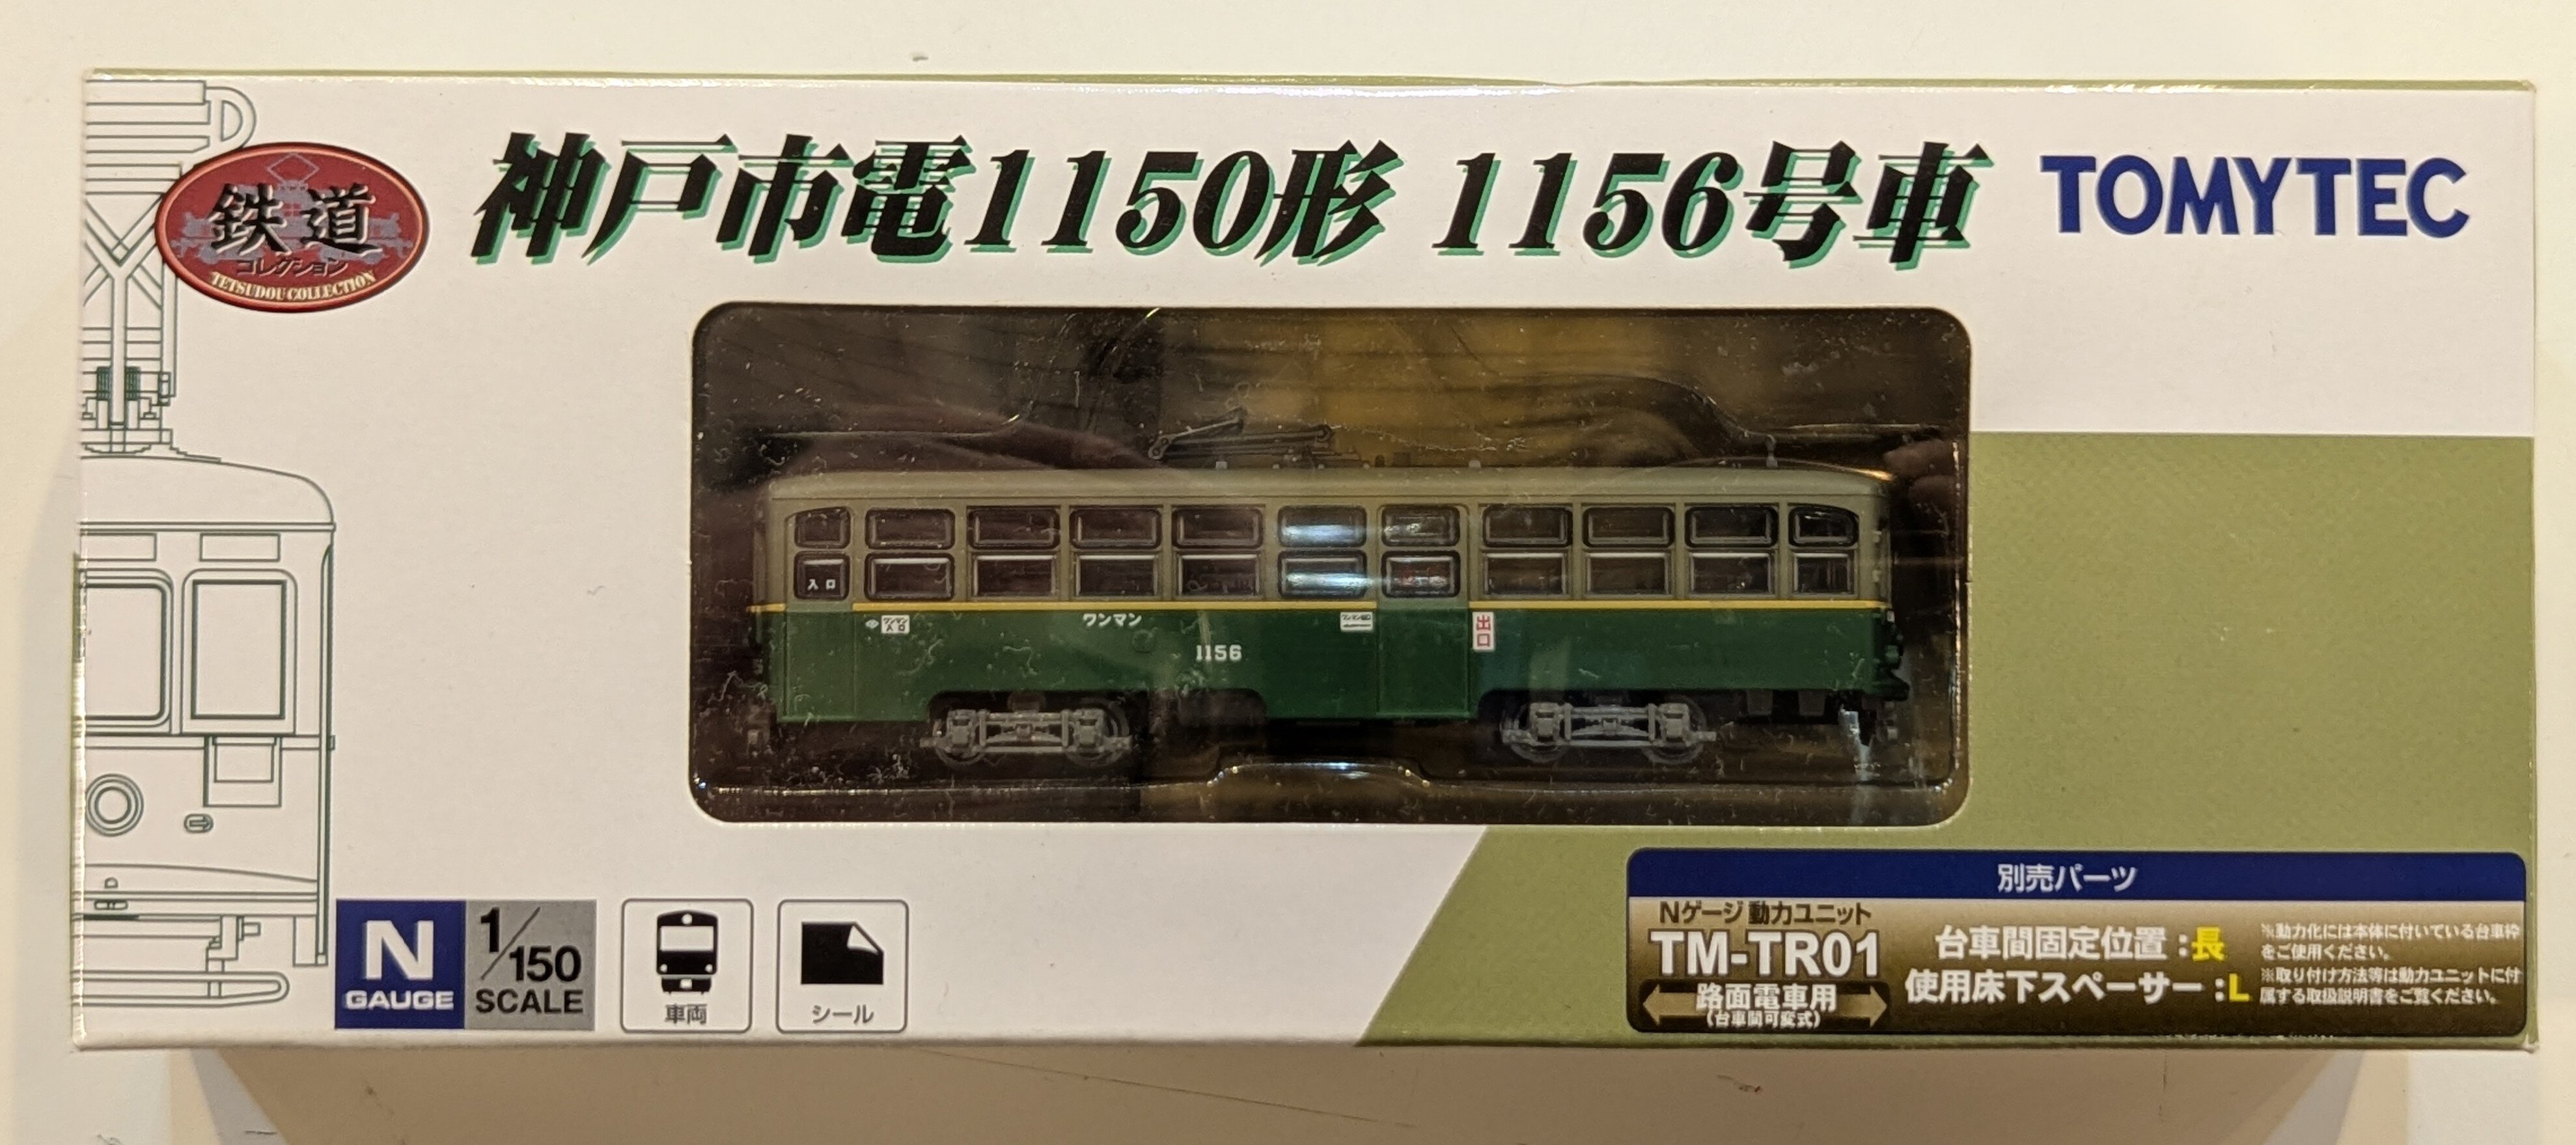 鉄道
コレクション
TETSUDOU COLLECTION
神戸市電1150形 1156号車
TOMYTEC
入口
ワンマン
1156
出口
N
GAUGE
1/150
SCALE
車両
シール
別売パーツ
Nゲージ動力ユニット
TM-TR01
路面電車用
(台車間可変式)
台車間固定位置:長
使用床下スペーサー:L
※動力化には本体に付いている台車枠
をご使用ください。
※取り付け方法等は動力ユニットに付
属する取扱説明書をご覧ください。